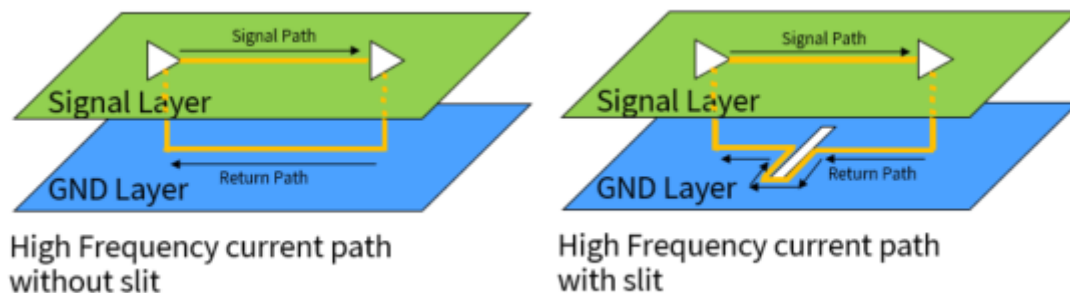 Signal Path
Signal Layer
GND Layer
Return Path
High Frequency current path
without slit
Signal Path
Signal Layer
GND Layer
Return Path
High Frequency current path
with slit